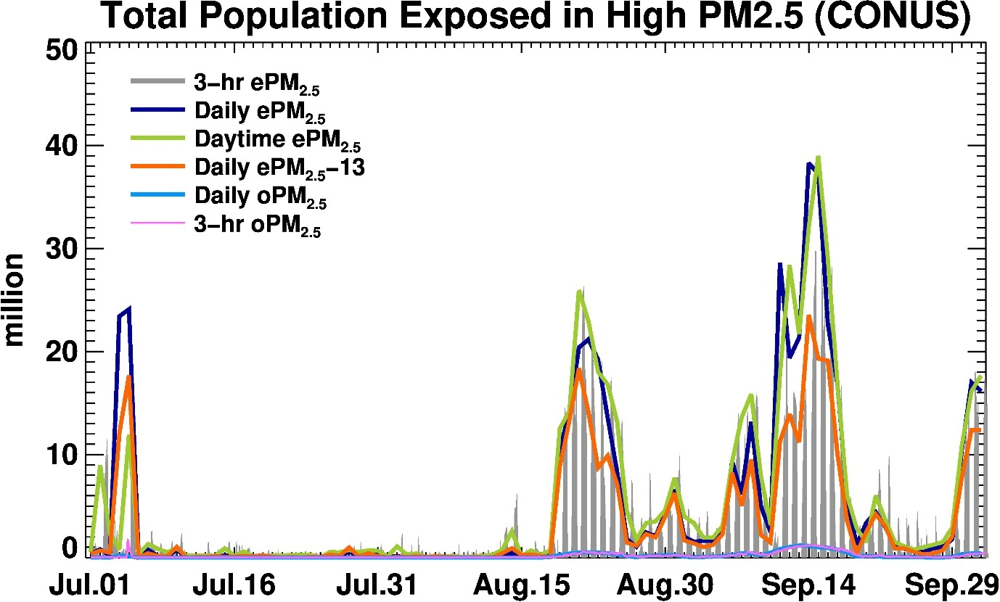 Total Population Exposed in High PM2.5 (CONUS)
50
40
30
20
10
0
million
3-hr ePM2.5
Daily ePM2.5
Daytime ePM2.5
Daily ePM2.5-13
Daily oPM2.5
3-hr oPM2.5
Jul.01 Jul.16 Jul.31 Aug.15 Aug.30 Sep.14 Sep.29